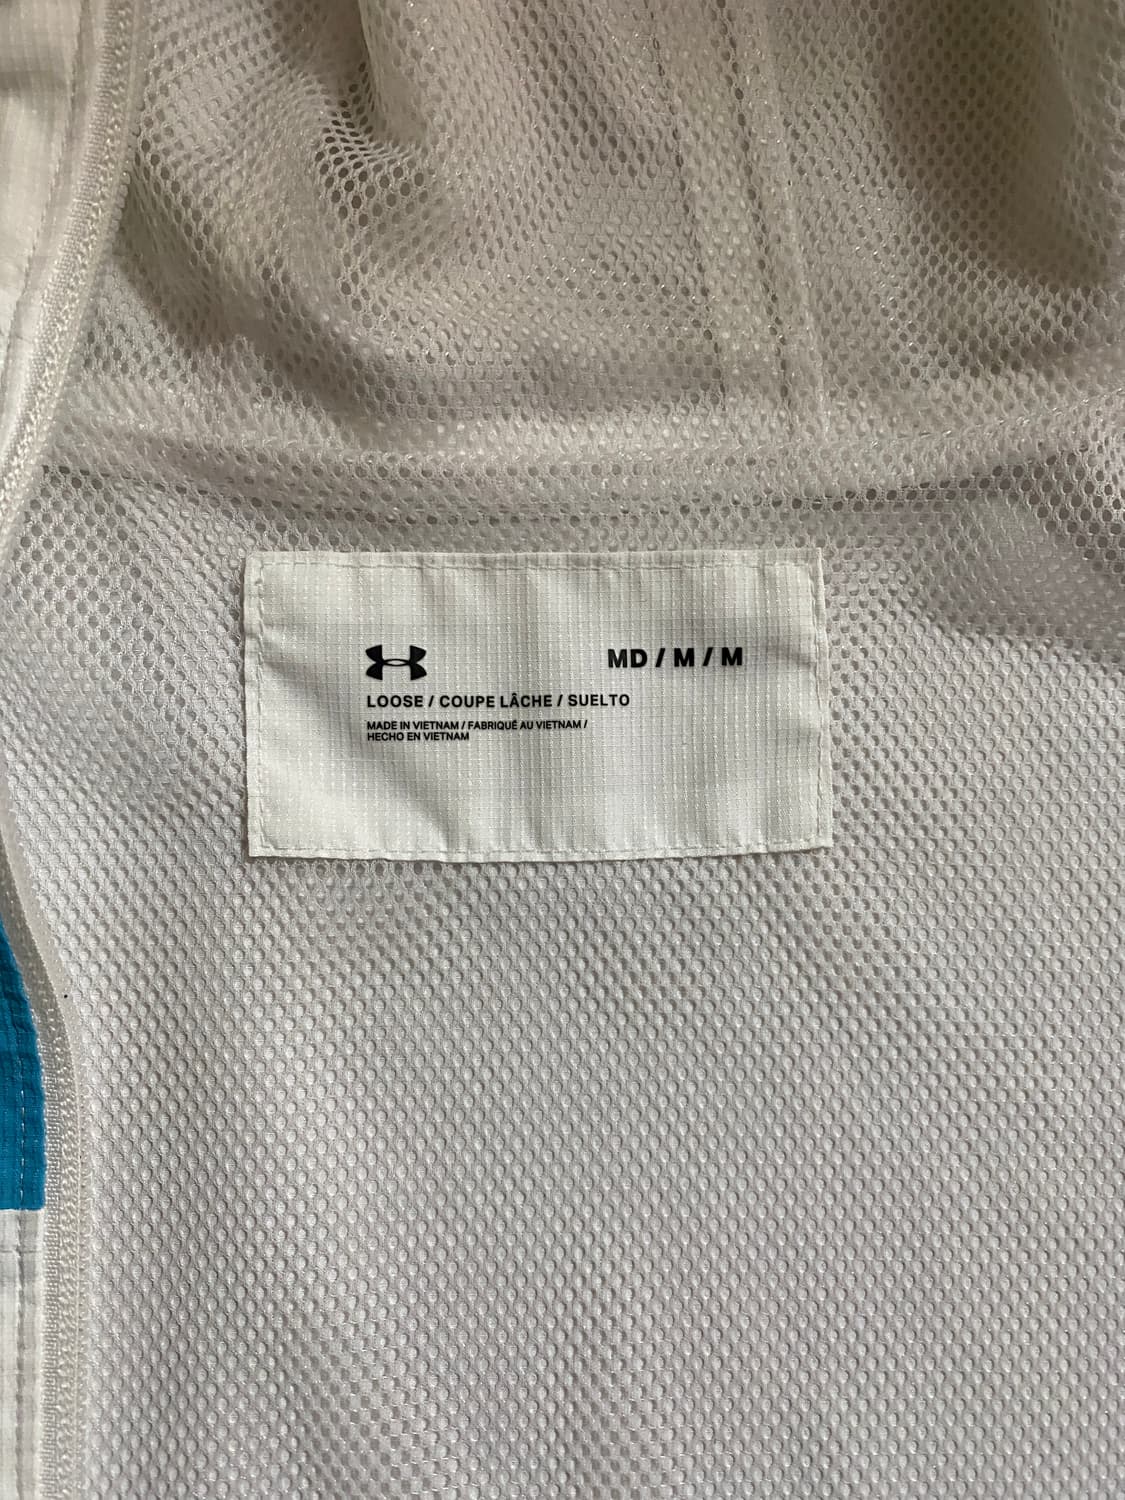 MD / M / M
LOOSE / COUPE LÂCHE / SUELTO
MADE IN VIETNAM / FABRIQUÉ AU VIETNAM /
HECHO EN VIETNAM